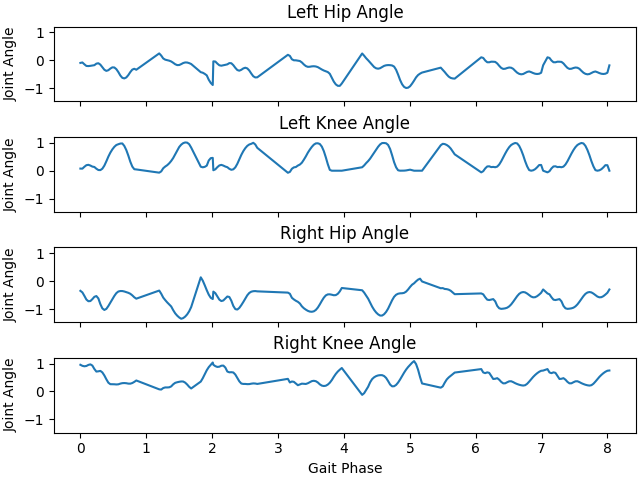 Left Hip Angle
Joint Angle
1
0
−1
Left Knee Angle
Joint Angle
1
0
−1
Right Hip Angle
Joint Angle
1
0
−1
Right Knee Angle
Joint Angle
1
0
−1
0 1 2 3 4 5 6 7 8
Gait Phase